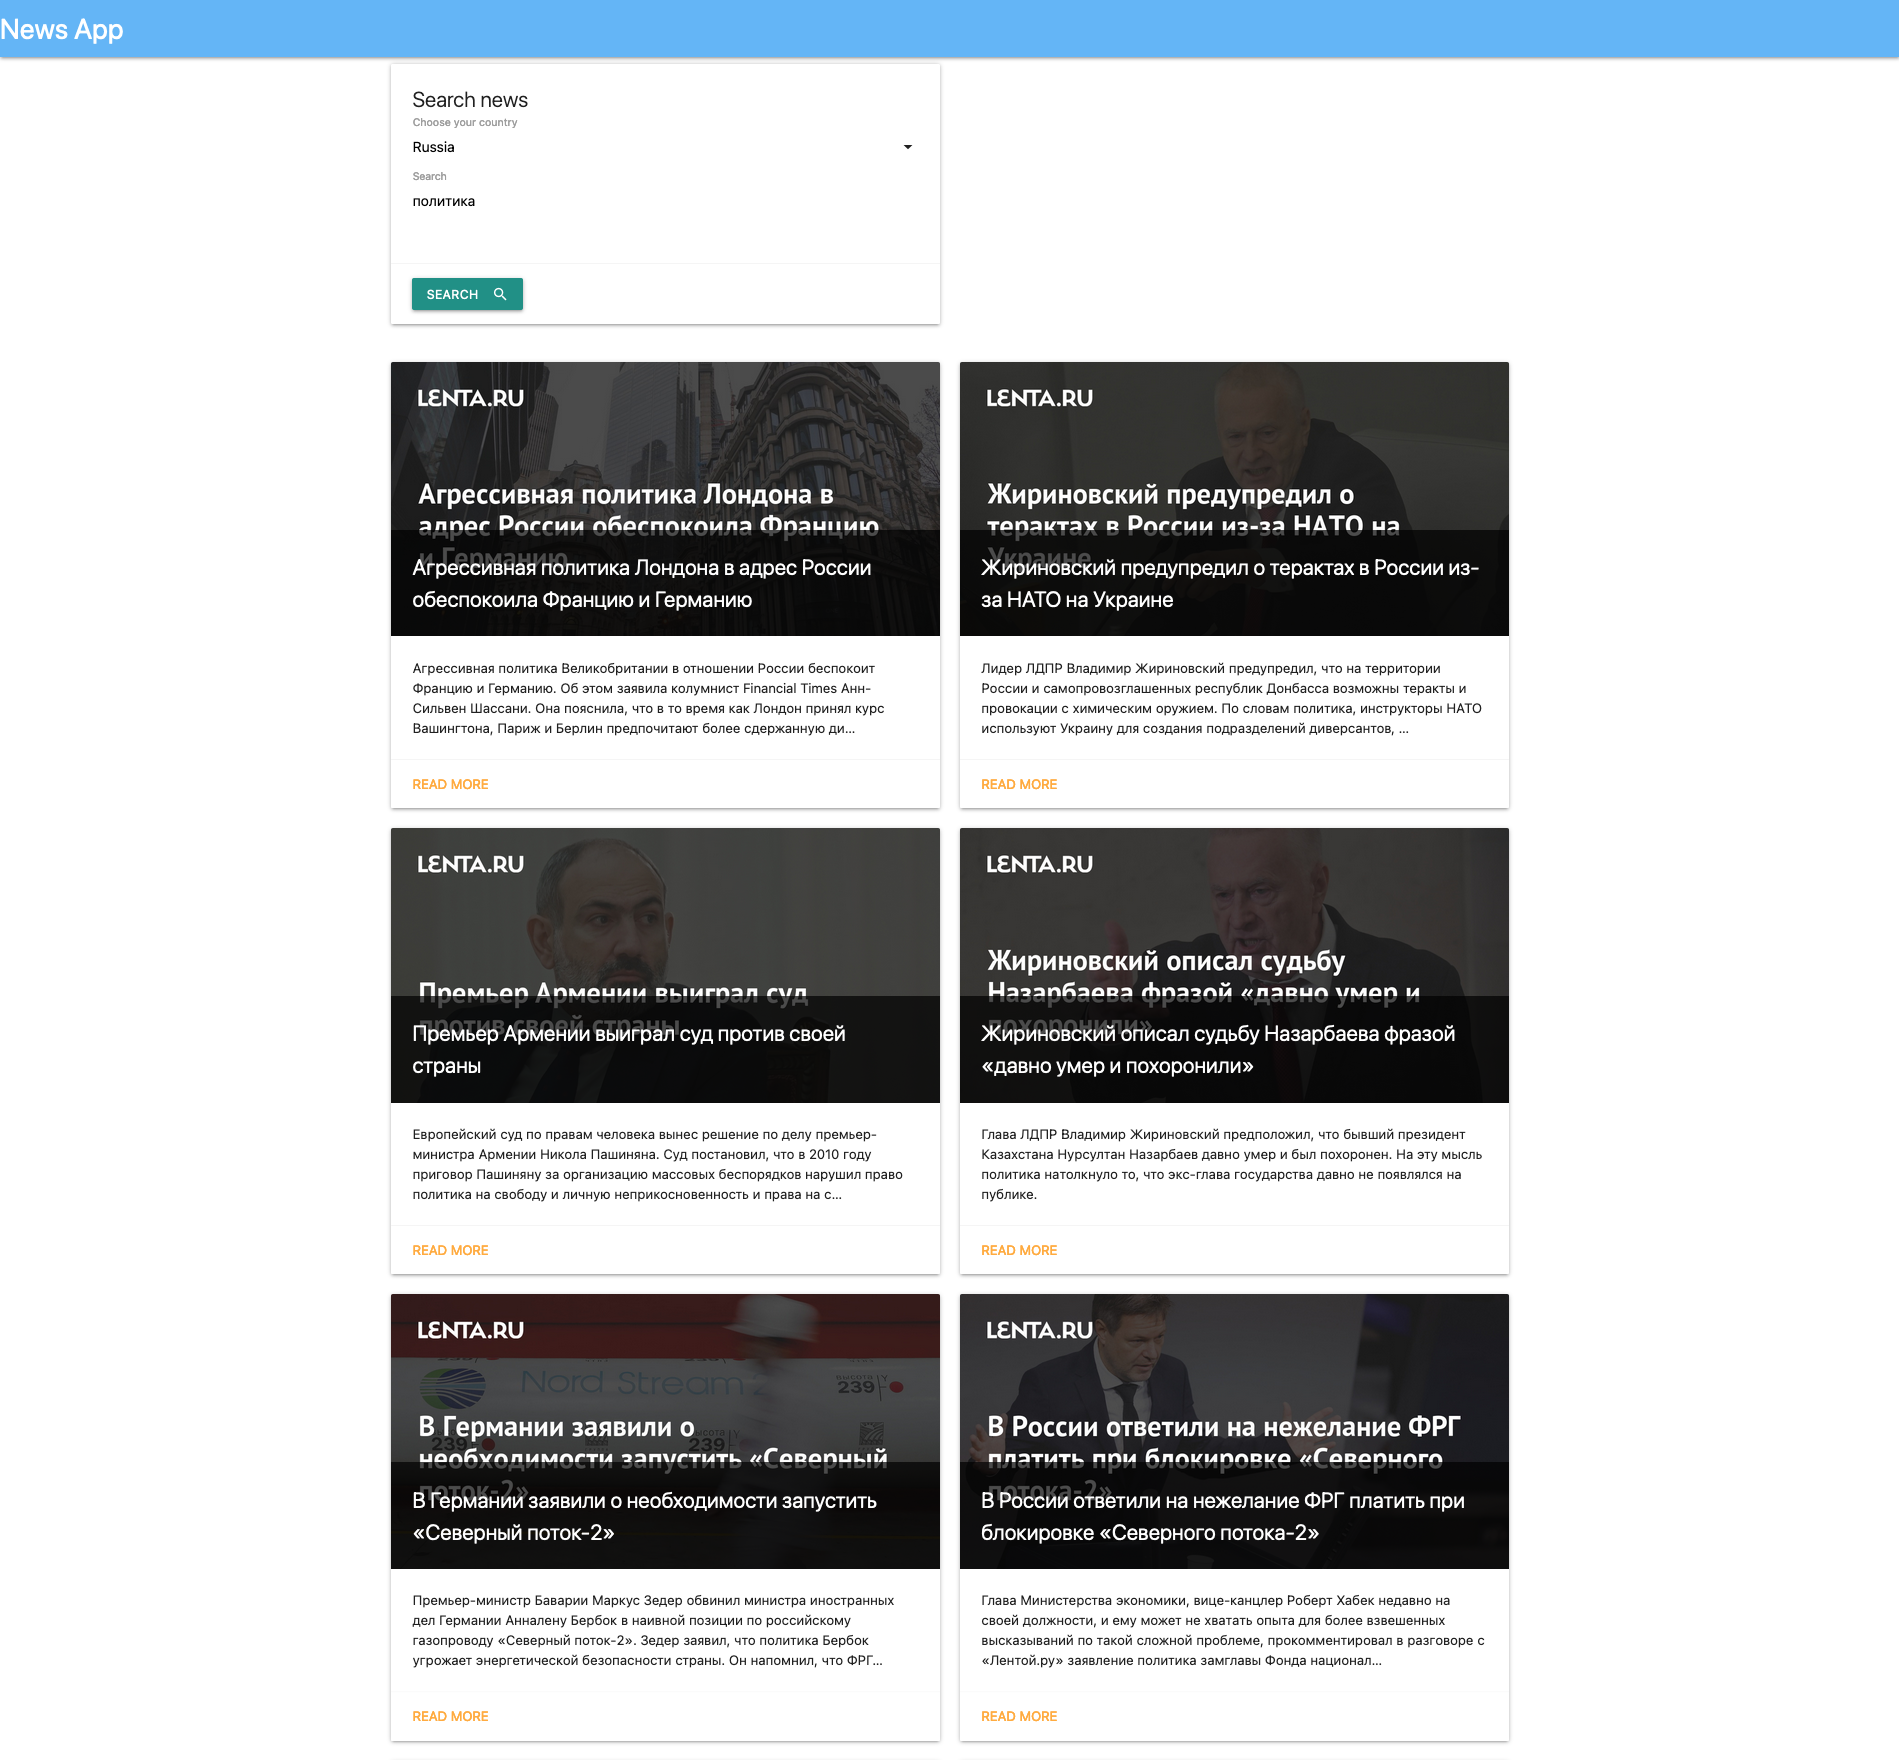 News App
Search news
Choose your country
Russia
Search
политика
SEARCH
LENTA.RU
Агрессивная политика Лондона в
адрес России обеспокоила Францию
и Германию
Агрессивная политика Лондона в адрес России
обеспокоила Францию и Германию
Агрессивная политика Великобритании в отношении России беспокоит
Францию и Германию. Об этом заявила колумнист Financial Times Анн-
Сильвен Шассани. Она пояснила, что в то время как Лондон принял курс
Вашингтона, Париж и Берлин предпочитают более сдержанную ди...
READ MORE
LENTA.RU
Жириновский предупредил о
терактах в России из-за НАТО на
Украине
Жириновский предупредил о терактах в России из-
за НАТО на Украине
Лидер ЛДПР Владимир Жириновский предупредил, что на территории
России и самопровозглашенных республик Донбасса возможны теракты и
провокации с химическим оружием. По словам политика, инструкторы НАТО
используют Украину для создания подразделений диверсантов, ...
READ MORE
LENTA.RU
Премьер Армении выиграл суд
против своей страны
Премьер Армении выиграл суд против своей
страны
Европейский суд по правам человека вынес решение по делу премьер-
министра Армении Никола Пашиняна. Суд постановил, что в 2010 году
приговор Пашиняну за организацию массовых беспорядков нарушил право
политика на свободу и личную неприкосновенность и права на с...
READ MORE
LENTA.RU
Жириновский описал судьбу
Назарбаева фразой «давно умер и
похоронили»
Жириновский описал судьбу Назарбаева фразой
«давно умер и похоронили»
Глава ЛДПР Владимир Жириновский предположил, что бывший президент
Казахстана Нурсултан Назарбаев давно умер и был похоронен. На эту мысль
политика натолкнуло то, что экс-глава государства давно не появлялся на
публике.
READ MORE
LENTA.RU
Nord Stream 2
высота
239
239
239
высота
В Германии заявили о
необходимости запустить «Северный
поток-2»
В Германии заявили о необходимости запустить
«Северный поток-2»
Премьер-министр Баварии Маркус Зедер обвинил министра иностранных
дел Германии Анналену Бербок в наивной позиции по российскому
газопроводу «Северный поток-2». Зедер заявил, что политика Бербок
угрожает энергетической безопасности страны. Он напомнил, что ФРГ...
READ MORE
LENTA.RU
В России ответили на нежелание ФРГ
платить при блокировке «Северного
потока-2»
В России ответили на нежелание ФРГ платить при
блокировке «Северного потока-2»
Глава Министерства экономики, вице-канцлер Роберт Хабек недавно на
своей должности, и ему может не хватать опыта для более взвешенных
высказываний по такой сложной проблеме, прокомментировал в разговоре с
«Лентой.ру» заявление политика замглавы Фонда национал...
READ MORE